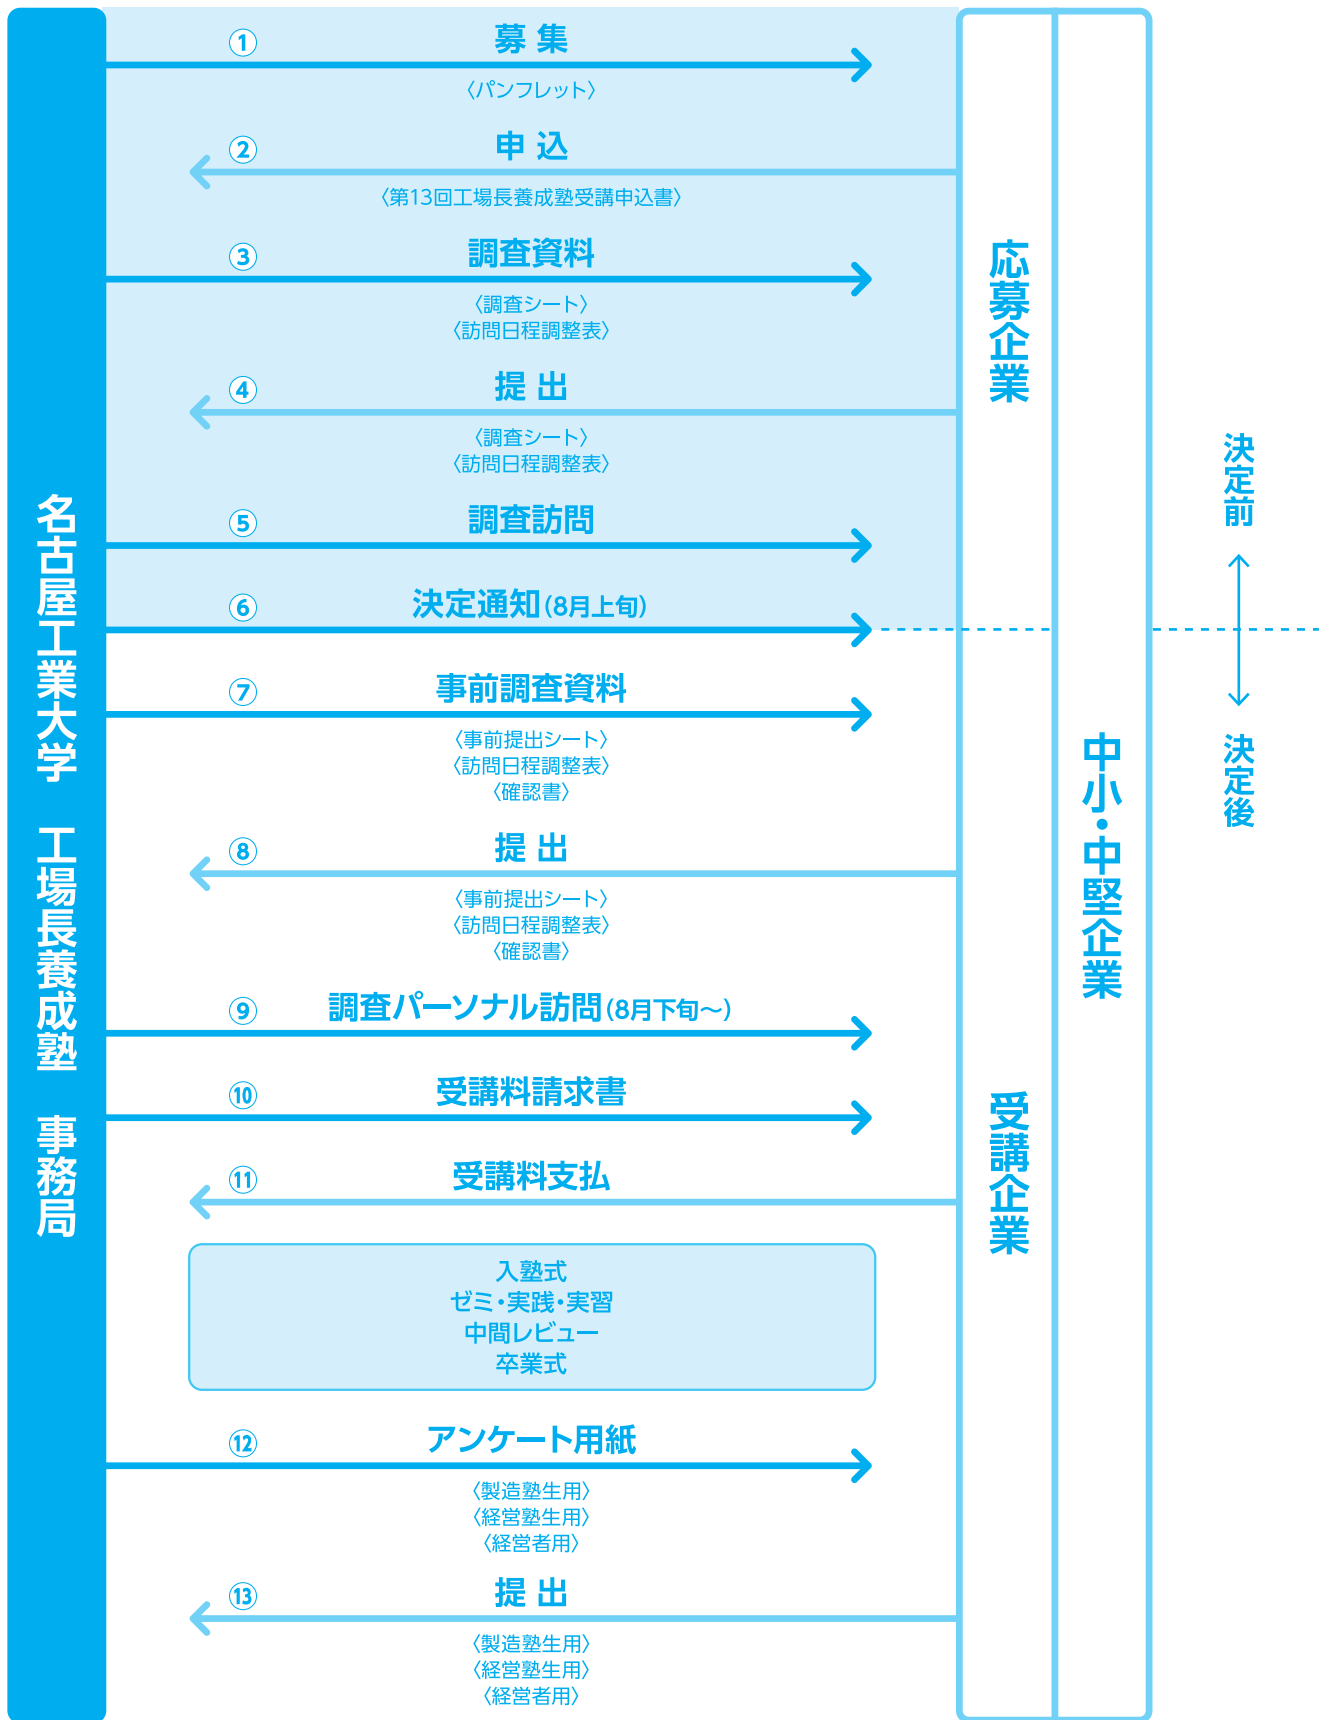 名古屋工業大学 工場長養成塾 事務局
① 募集
〈パンフレット〉
② 申込
〈第13回工場長養成塾受講申込書〉
③ 調査資料
〈調査シート〉
〈訪問日程調整表〉
④ 提出
〈調査シート〉
〈訪問日程調整表〉
⑤ 調査訪問
⑥ 決定通知(8月上旬)
⑦ 事前調査資料
〈事前提出シート〉
〈訪問日程調整表〉
〈確認書〉
⑧ 提出
〈事前提出シート〉
〈訪問日程調整表〉
〈確認書〉
⑨ 調査パーソナル訪問(8月下旬〜)
⑩ 受講料請求書
⑪ 受講料支払
入塾式
ゼミ・実践・実習
中間レビュー
卒業式
⑫ アンケート用紙
〈製造塾生用〉
〈経営塾生用〉
〈経営者用〉
⑬ 提出
〈製造塾生用〉
〈経営塾生用〉
〈経営者用〉
応募企業
受講企業
中小・中堅企業
決定前
決定後